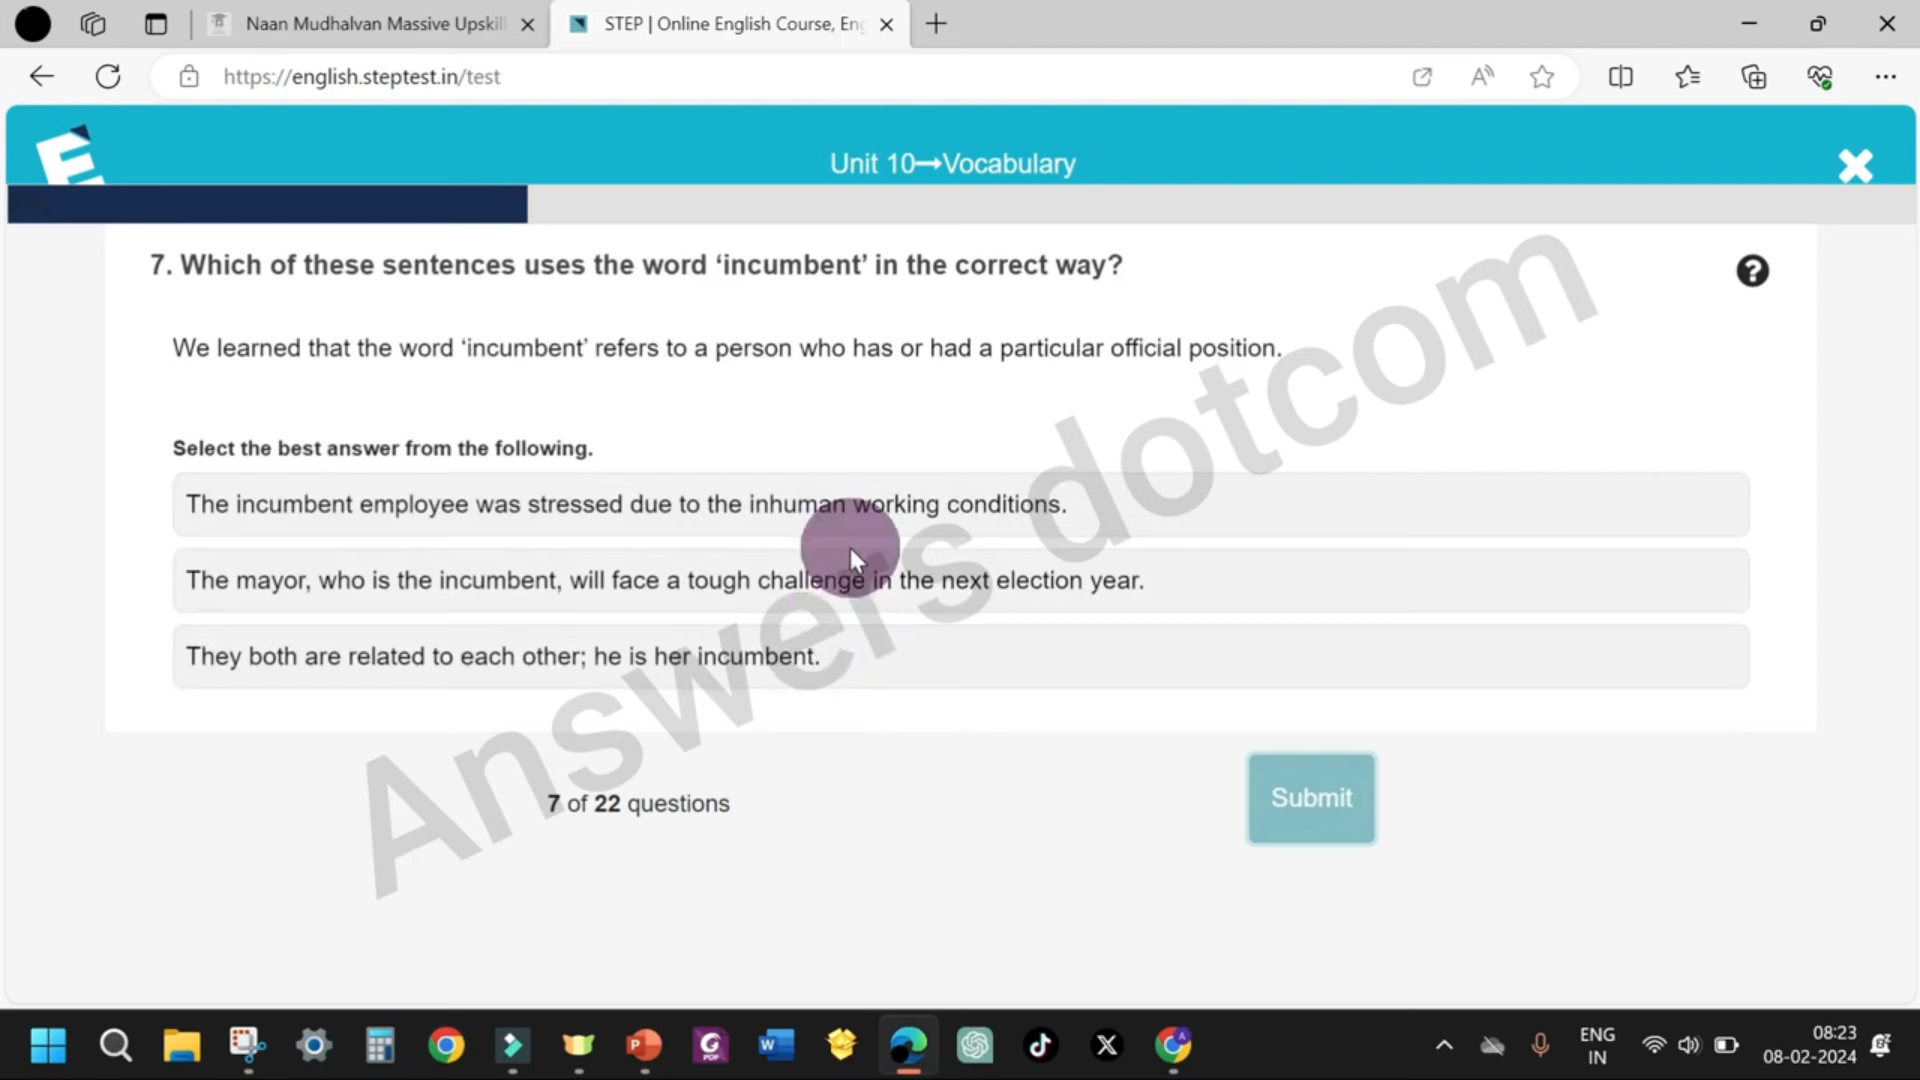 Naan Mudhalvan Massive Upskil
STEP | Online English Course, Eng
https://english.steptest.in/test
Unit 10→Vocabulary
7. Which of these sentences uses the word ‘incumbent’ in the correct way?
We learned that the word ‘incumbent’ refers to a person who has or had a particular official position.
Select the best answer from the following.
The incumbent employee was stressed due to the inhuman working conditions.
The mayor, who is the incumbent, will face a tough challenge in the next election year.
They both are related to each other; he is her incumbent.
Answers dotcom
7 of 22 questions
Submit
ENG
IN
08:23
08-02-2024